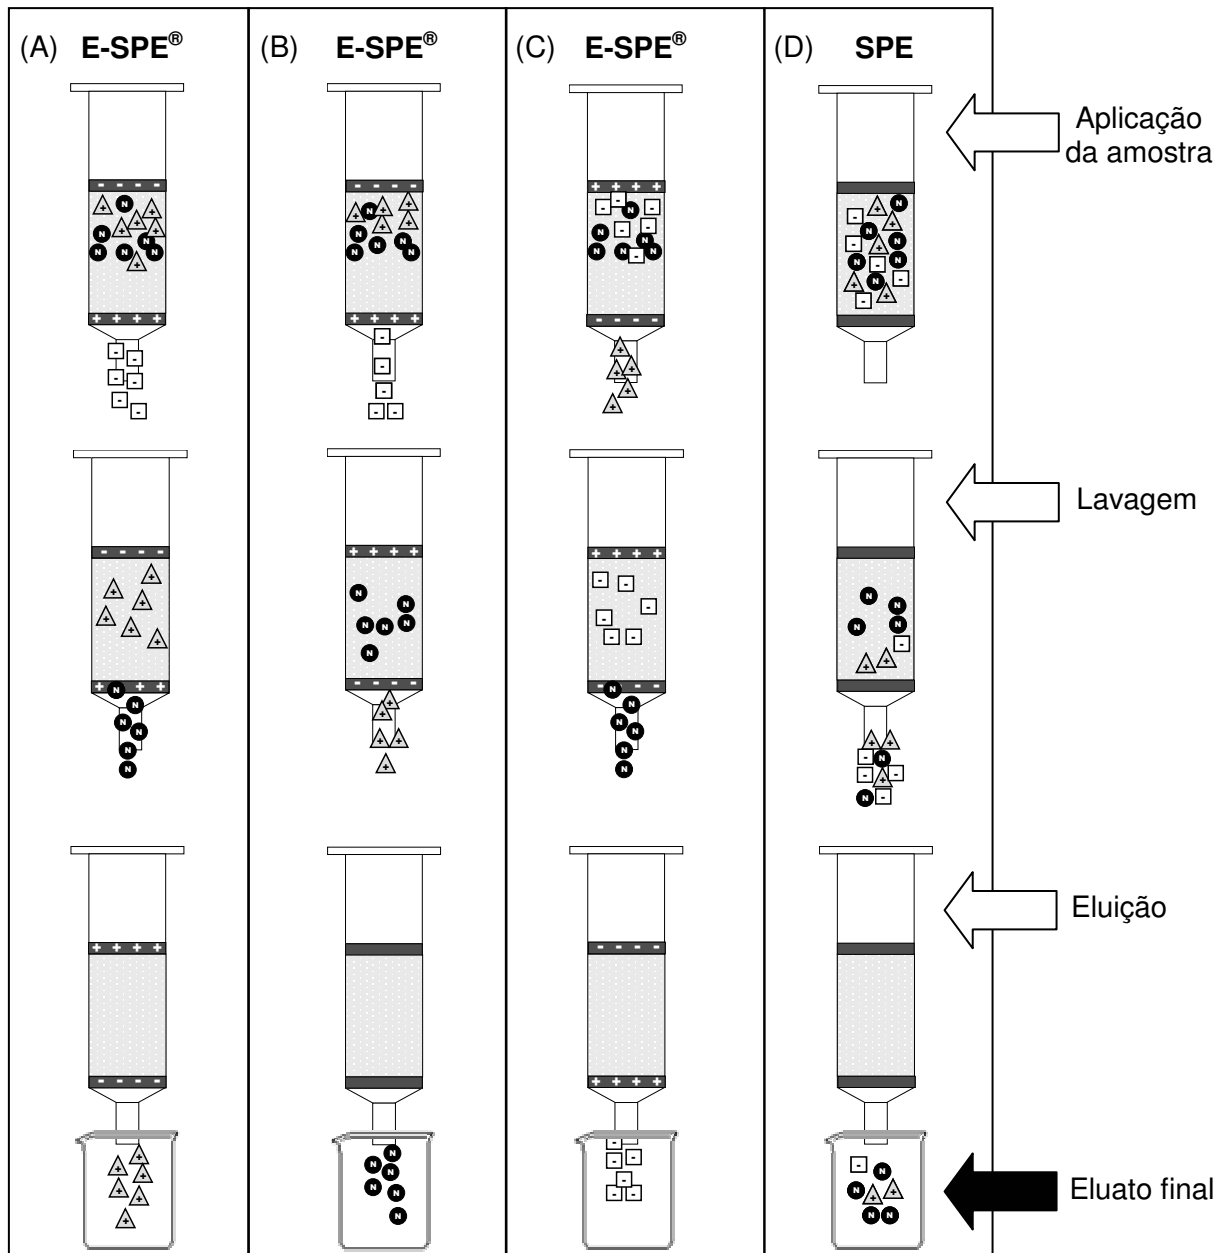 (A) E-SPE®
(B) E-SPE®
(C) E-SPE®
(D) SPE
Aplicação
da amostra
Lavagem
Eluição
Eluato final